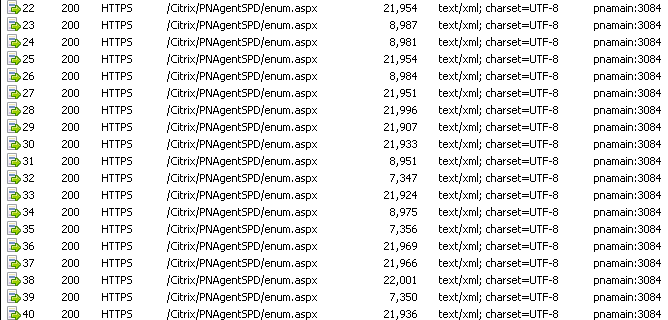 22 200 HTTPS /Citrix/PNAgentSPD/enum.aspx 21,954 text/xml; charset=UTF-8 pnamain:3084
23 200 HTTPS /Citrix/PNAgentSPD/enum.aspx 8,987 text/xml; charset=UTF-8 pnamain:3084
24 200 HTTPS /Citrix/PNAgentSPD/enum.aspx 8,981 text/xml; charset=UTF-8 pnamain:3084
25 200 HTTPS /Citrix/PNAgentSPD/enum.aspx 21,954 text/xml; charset=UTF-8 pnamain:3084
26 200 HTTPS /Citrix/PNAgentSPD/enum.aspx 8,984 text/xml; charset=UTF-8 pnamain:3084
27 200 HTTPS /Citrix/PNAgentSPD/enum.aspx 21,951 text/xml; charset=UTF-8 pnamain:3084
28 200 HTTPS /Citrix/PNAgentSPD/enum.aspx 21,996 text/xml; charset=UTF-8 pnamain:3084
29 200 HTTPS /Citrix/PNAgentSPD/enum.aspx 21,907 text/xml; charset=UTF-8 pnamain:3084
30 200 HTTPS /Citrix/PNAgentSPD/enum.aspx 21,933 text/xml; charset=UTF-8 pnamain:3084
31 200 HTTPS /Citrix/PNAgentSPD/enum.aspx 8,951 text/xml; charset=UTF-8 pnamain:3084
32 200 HTTPS /Citrix/PNAgentSPD/enum.aspx 7,347 text/xml; charset=UTF-8 pnamain:3084
33 200 HTTPS /Citrix/PNAgentSPD/enum.aspx 21,924 text/xml; charset=UTF-8 pnamain:3084
34 200 HTTPS /Citrix/PNAgentSPD/enum.aspx 8,975 text/xml; charset=UTF-8 pnamain:3084
35 200 HTTPS /Citrix/PNAgentSPD/enum.aspx 7,356 text/xml; charset=UTF-8 pnamain:3084
36 200 HTTPS /Citrix/PNAgentSPD/enum.aspx 21,969 text/xml; charset=UTF-8 pnamain:3084
37 200 HTTPS /Citrix/PNAgentSPD/enum.aspx 21,966 text/xml; charset=UTF-8 pnamain:3084
38 200 HTTPS /Citrix/PNAgentSPD/enum.aspx 22,001 text/xml; charset=UTF-8 pnamain:3084
39 200 HTTPS /Citrix/PNAgentSPD/enum.aspx 7,350 text/xml; charset=UTF-8 pnamain:3084
40 200 HTTPS /Citrix/PNAgentSPD/enum.aspx 21,936 text/xml; charset=UTF-8 pnamain:3084